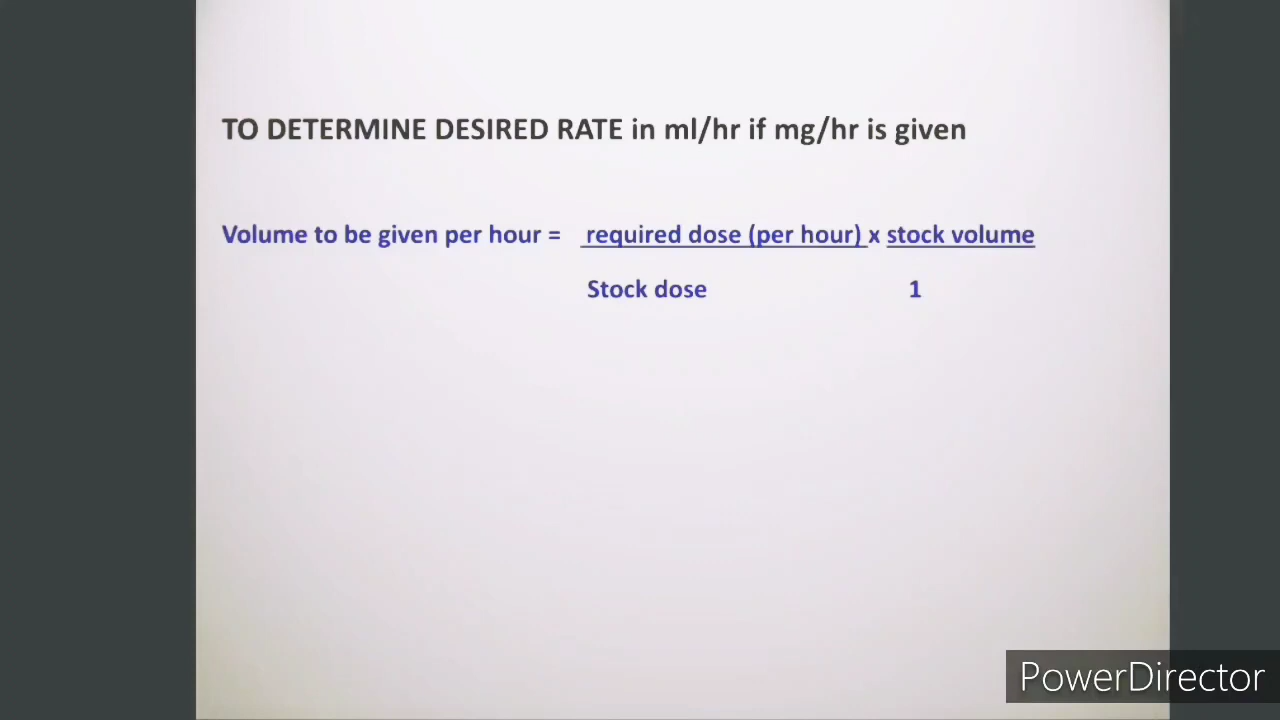 TO DETERMINE DESIRED RATE in ml/hr if mg/hr is given
Volume to be given per hour = required dose (per hour) x stock volume
Stock dose 1
PowerDirector